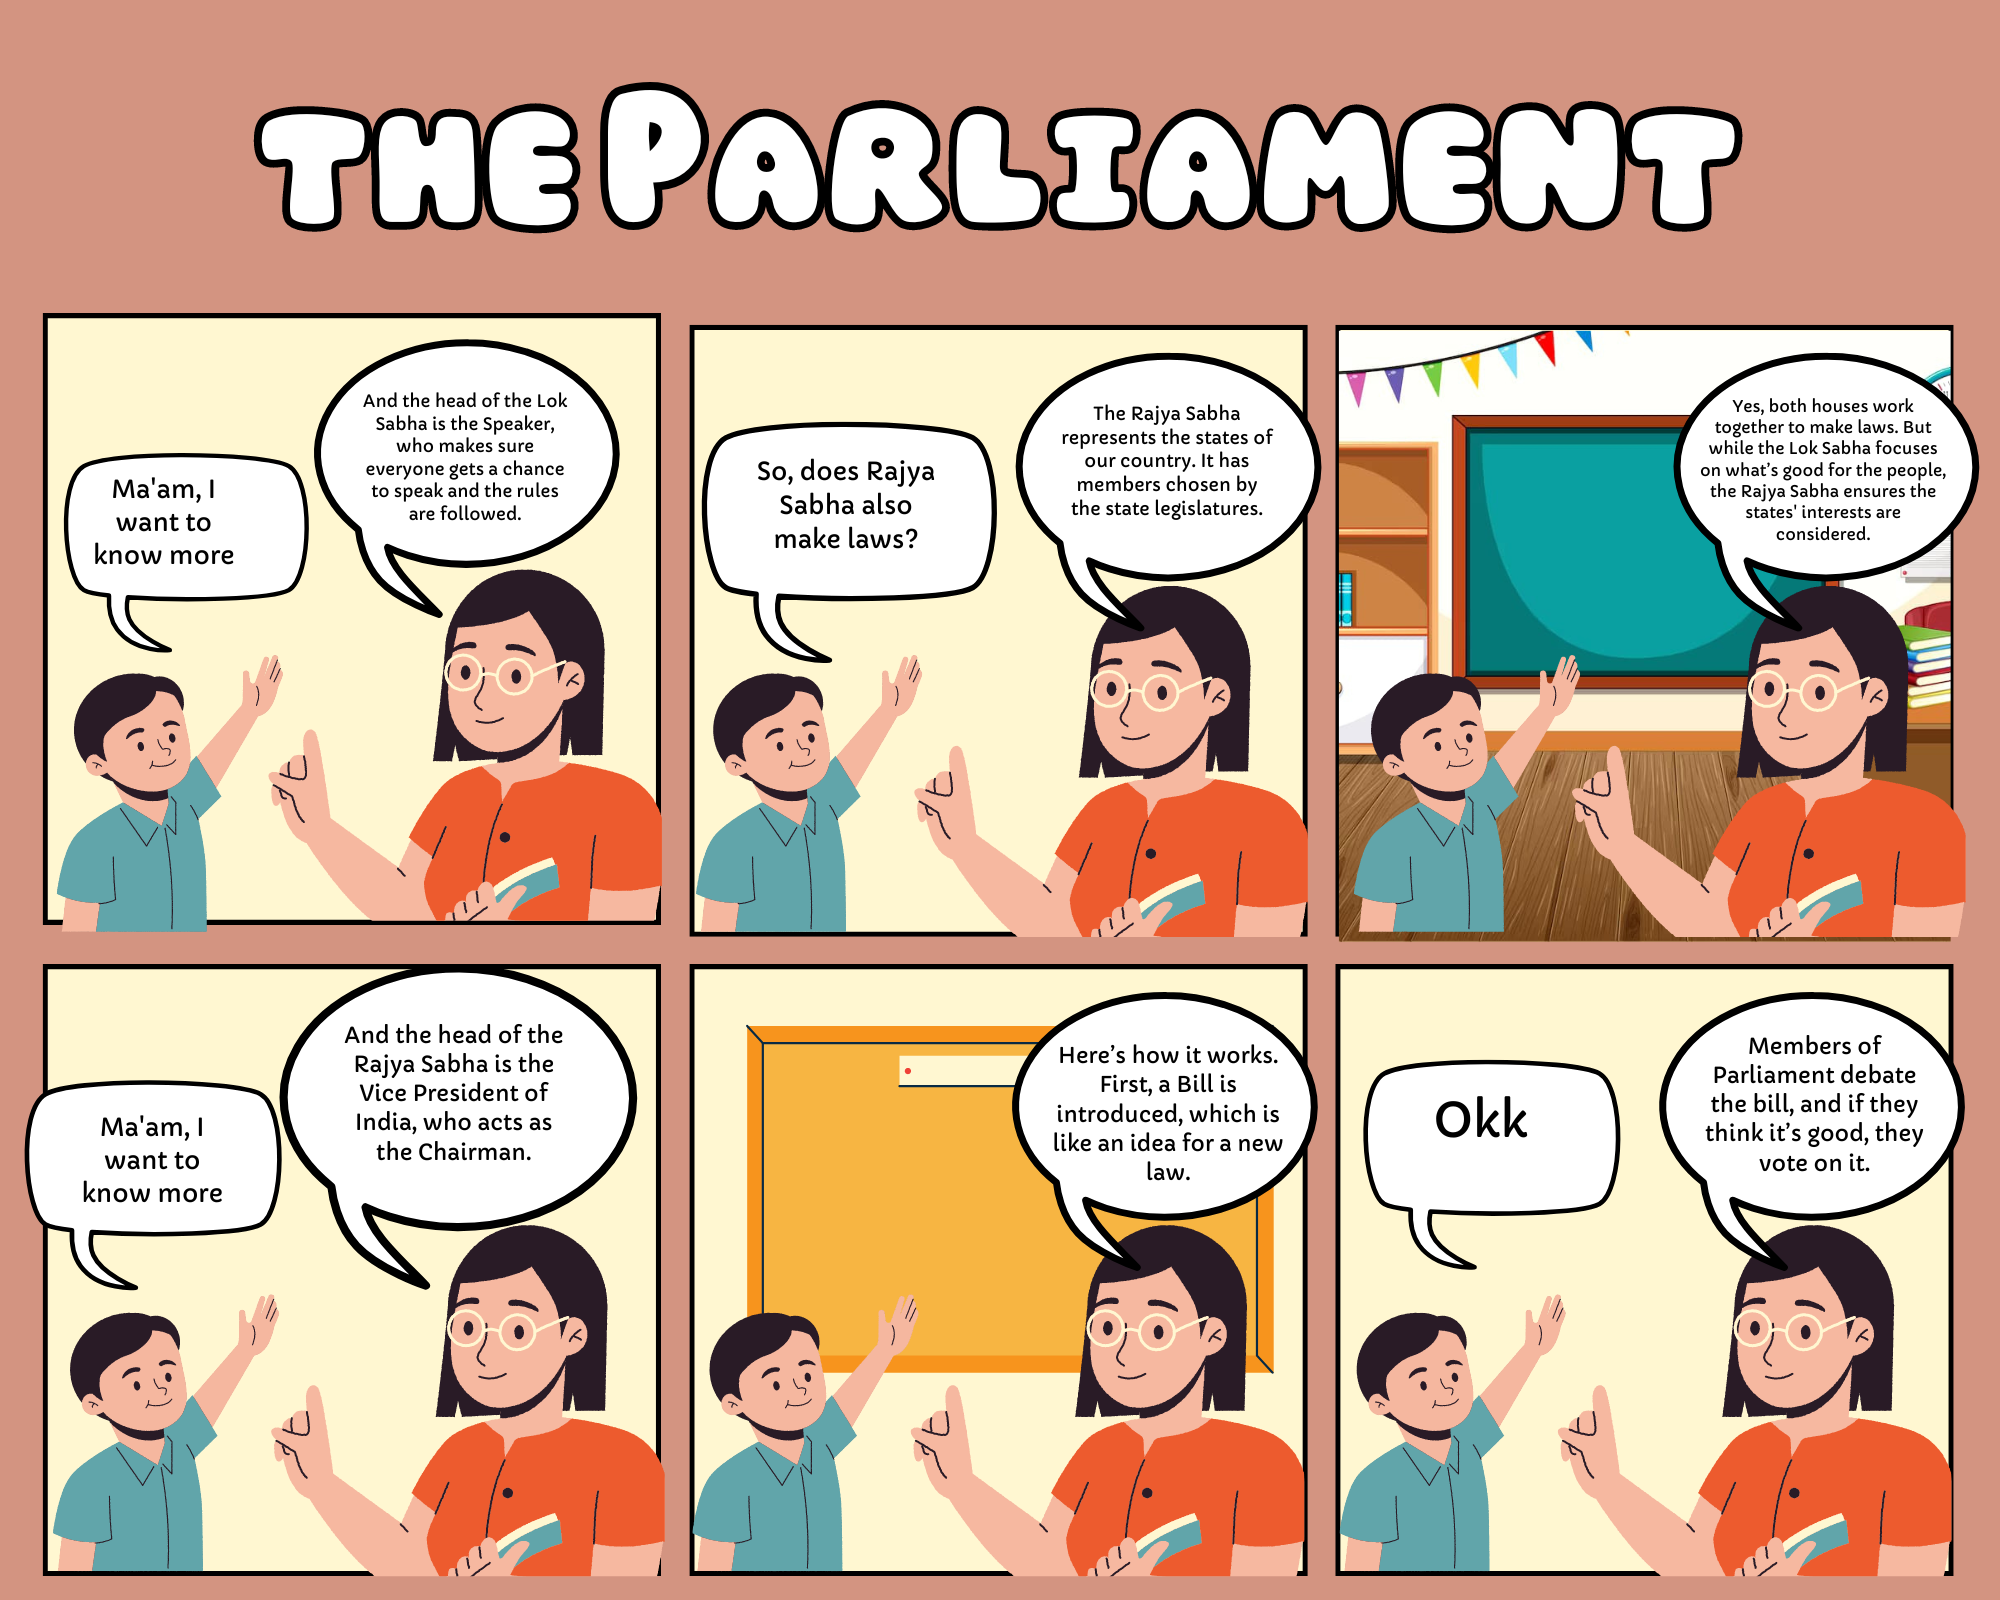 THE PARLIAMENT
Ma'am, I
want to
know more
And the head of the Lok
Sabha is the Speaker,
who makes sure
everyone gets a chance
to speak and the rules
are followed.
So, does Rajya
Sabha also
make laws?
The Rajya Sabha
represents the states of
our country. It has
members chosen by
the state legislatures.
Yes, both houses work
together to make laws. But
while the Lok Sabha focuses
on what’s good for the people,
the Rajya Sabha ensures the
states' interests are
considered.
Ma'am, I
want to
know more
And the head of the
Rajya Sabha is the
Vice President of
India, who acts as
the Chairman.
Here’s how it works.
First, a Bill is
introduced, which is
like an idea for a new
law.
Okk
Members of
Parliament debate
the bill, and if they
think it’s good, they
vote on it.